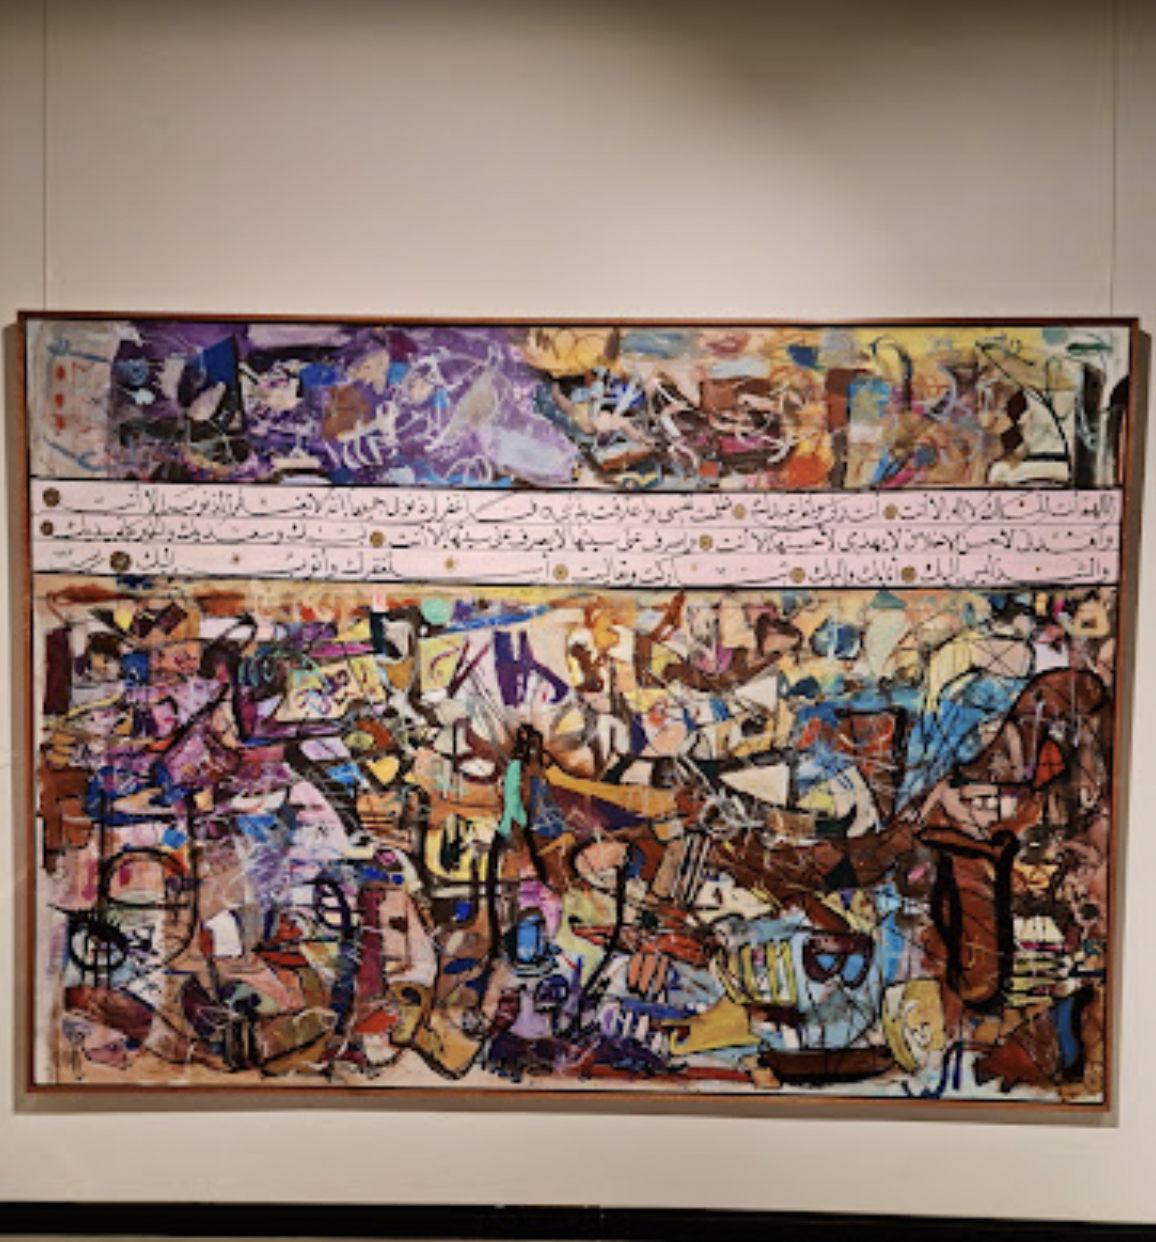 اللهم أنت الملك لا إله إلا أنت أنت ربي وأنا عبدك ظلمت نفسي واعترفت بذنبي فاغفر لي ذنوبي جميعا إنه لا يغفر الذنوب إلا أنت
واهدني لأحسن الأخلاق لا يهدي لأحسنها إلا أنت واصرف عني سيئها لا يصرف عني سيئها إلا أنت لبيك وسعديك والخير كله بيديك
والشر ليس إليك أنا بك وإليك تباركت وتعاليت أستغفرك وأتوب إليك